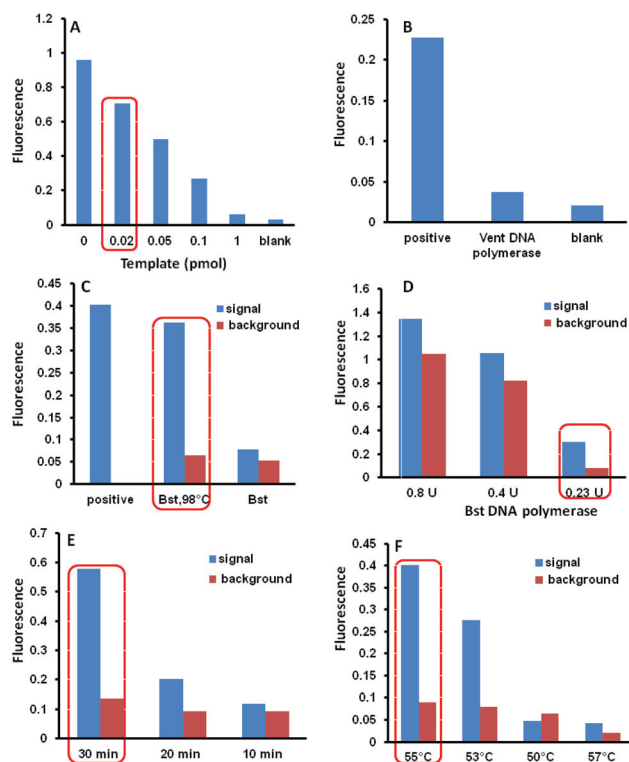 A
1.2
1
0.8
0.6
0.4
0.2
0
Fluorescence
0 0.02 0.05 0.1 1 blank
Template (pmol)
B
0.25
0.2
0.15
0.1
0.05
0
Fluorescence
positive Vent DNA blank
polymerase
C
0.45
0.4
0.35
0.3
0.25
0.2
0.15
0.1
0.05
0
Fluorescence
signal
background
positive Bst,98°C Bst
D
1.6
1.4
1.2
1
0.8
0.6
0.4
0.2
0
Fluorescence
signal
background
0.8 U 0.4 U 0.23 U
Bst DNA polymerase
E
0.7
0.6
0.5
0.4
0.3
0.2
0.1
0
Fluorescence
signal
background
30 min 20 min 10 min
F
0.45
0.4
0.35
0.3
0.25
0.2
0.15
0.1
0.05
0
Fluorescence
signal
background
55°C 53°C 50°C 57°C